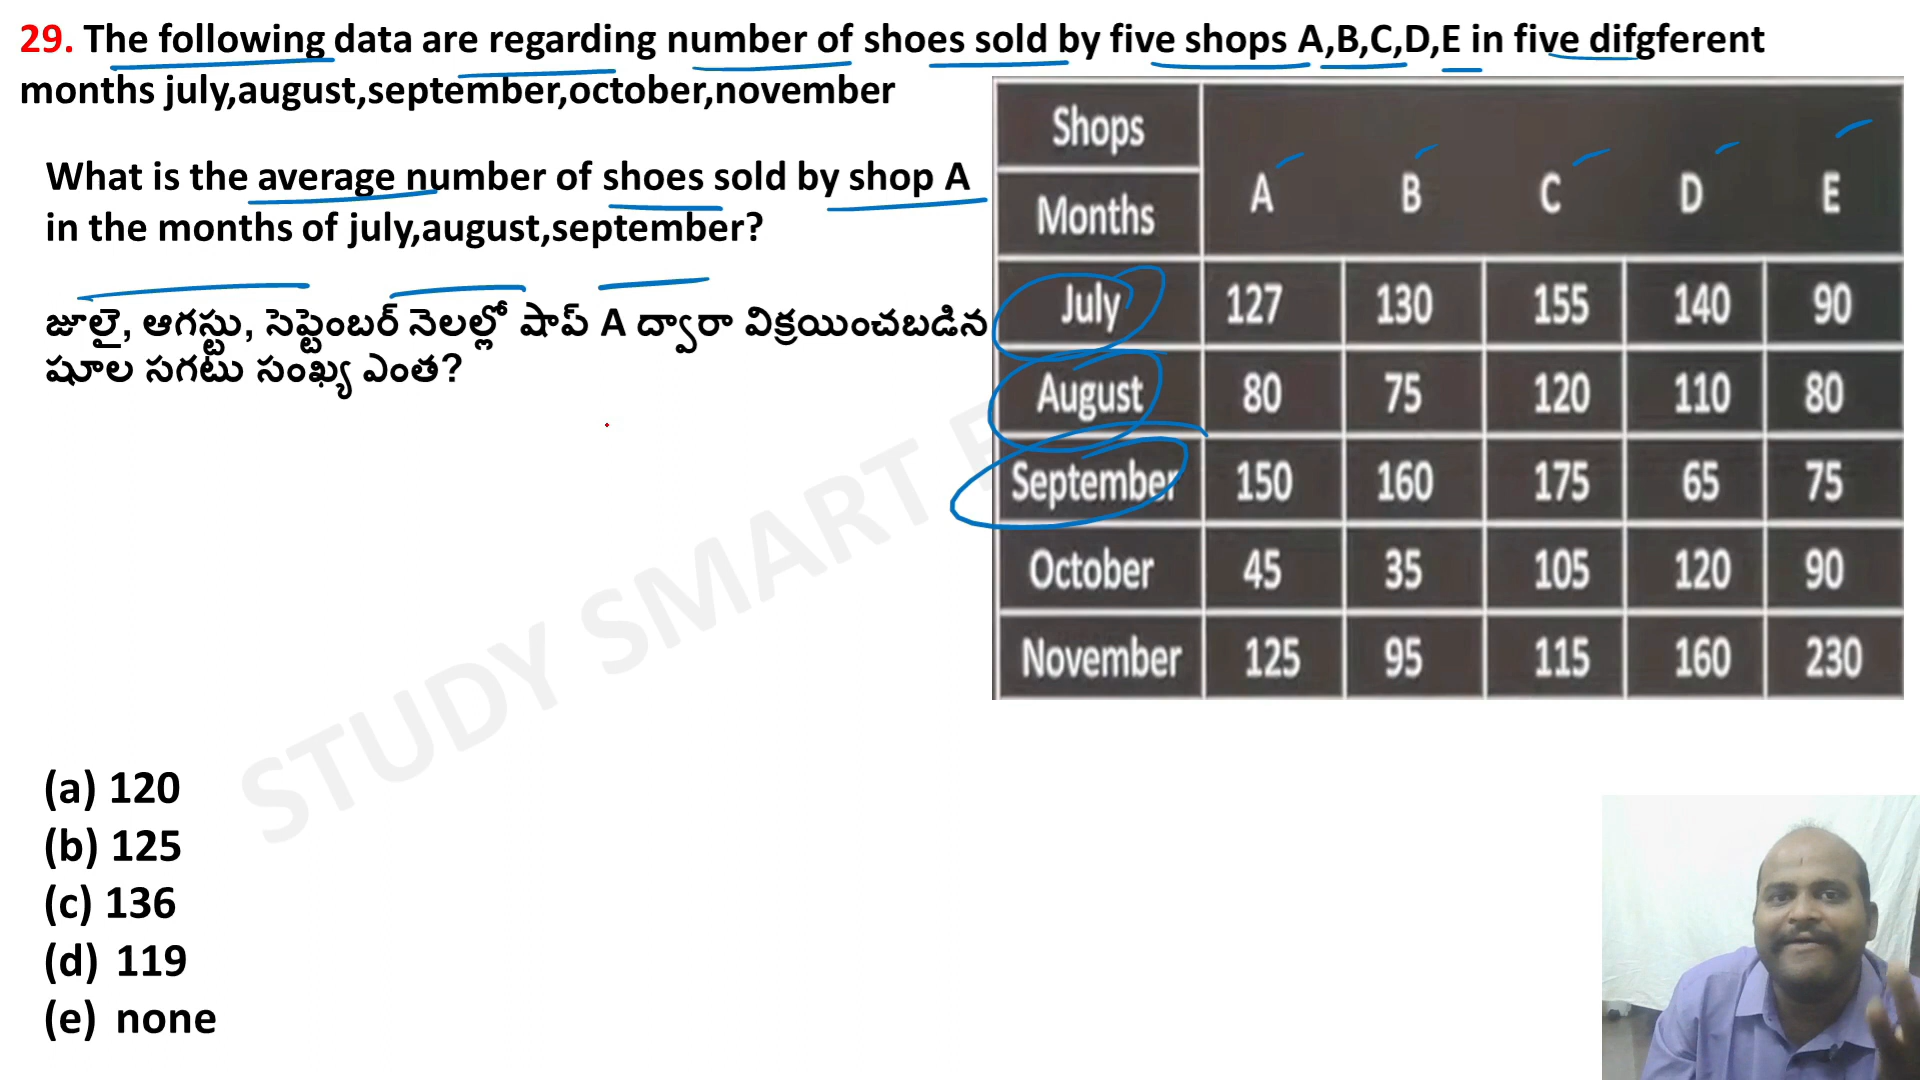 29. The following data are regarding number of shoes sold by five shops A,B,C,D,E in five difgferent
months july,august,september,october,november
What is the average number of shoes sold by shop A
in the months of july,august,september?
జూలై, ఆగస్టు, సెప్టెంబర్ నెలల్లో షాప్ A ద్వారా విక్రయించబడిన
షూల సగటు సంఖ్య ఎంత?
Shops
Months
A B C D E
July 127 130 155 140 90
August 80 75 120 110 80
September 150 160 175 65 75
October 45 35 105 120 90
November 125 95 115 160 230
STUDY SMART
(a) 120
(b) 125
(c) 136
(d) 119
(e) none